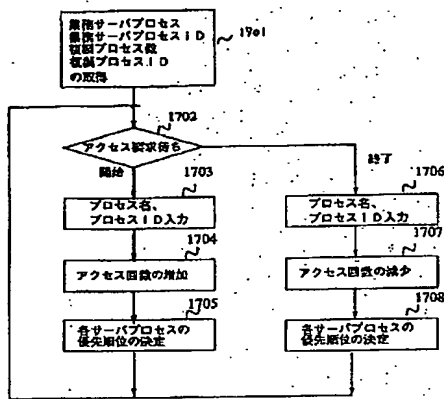 業務サーバプロセス
業務サーバプロセスID
複製プロセス数
複製プロセスID
の取得
1701
1702
アクセス要求待ち
開始
終了
1703
プロセス名、
プロセスID入力
1704
アクセス回数の増加
1705
各サーバプロセスの
優先順位の決定
1706
プロセス名、
プロセスID入力
1707
アクセス回数の減少
1708
各サーバプロセスの
優先順位の決定